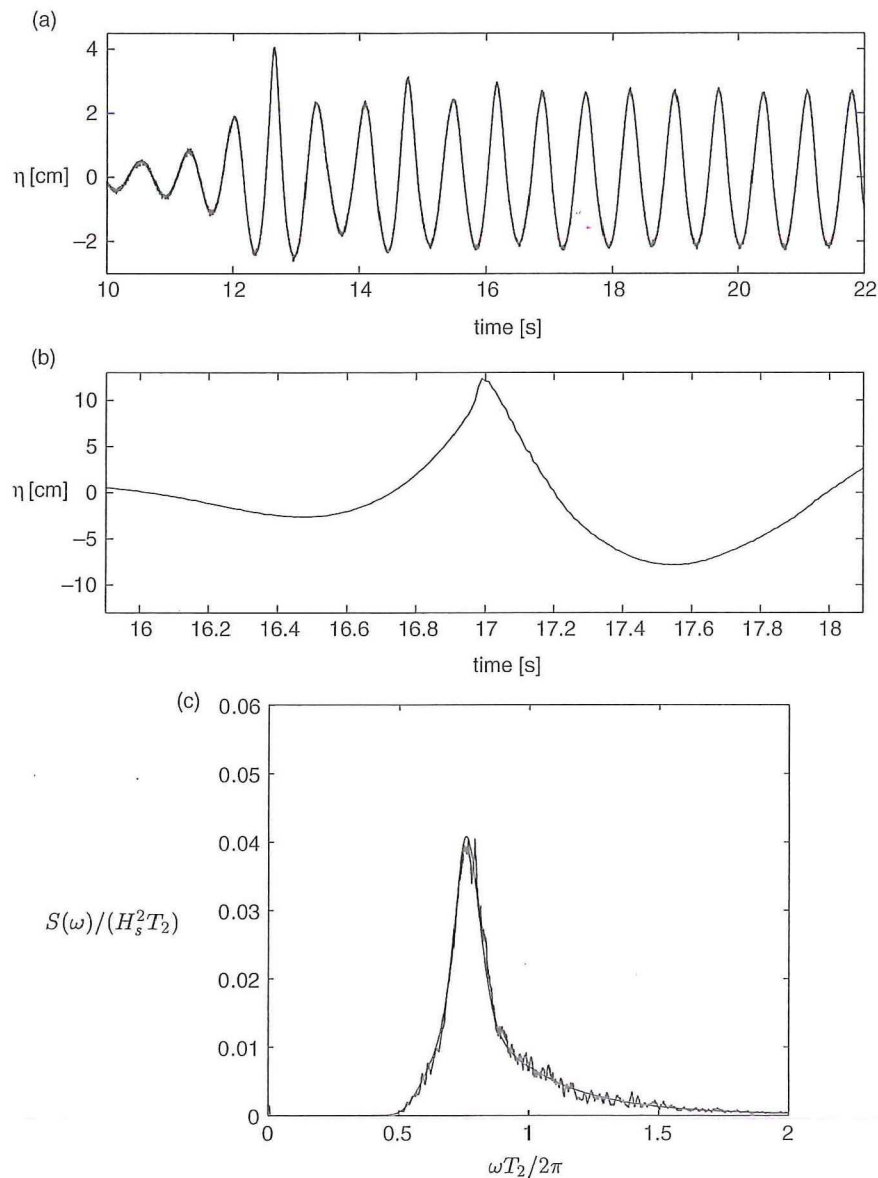 (a)
4
2
η [cm] 0
−2
10 12 14 16 18 20 22
time [s]
(b)
10
5
η [cm] 0
−5
−10
16 16.2 16.4 16.6 16.8 17 17.2 17.4 17.6 17.8 18
time [s]
(c)
0.06
0.05
0.04
0.03
S(ω)/(H_s^2 T_2)
0.02
0.01
0
0 0.5 1 1.5 2
ωT_2/2π